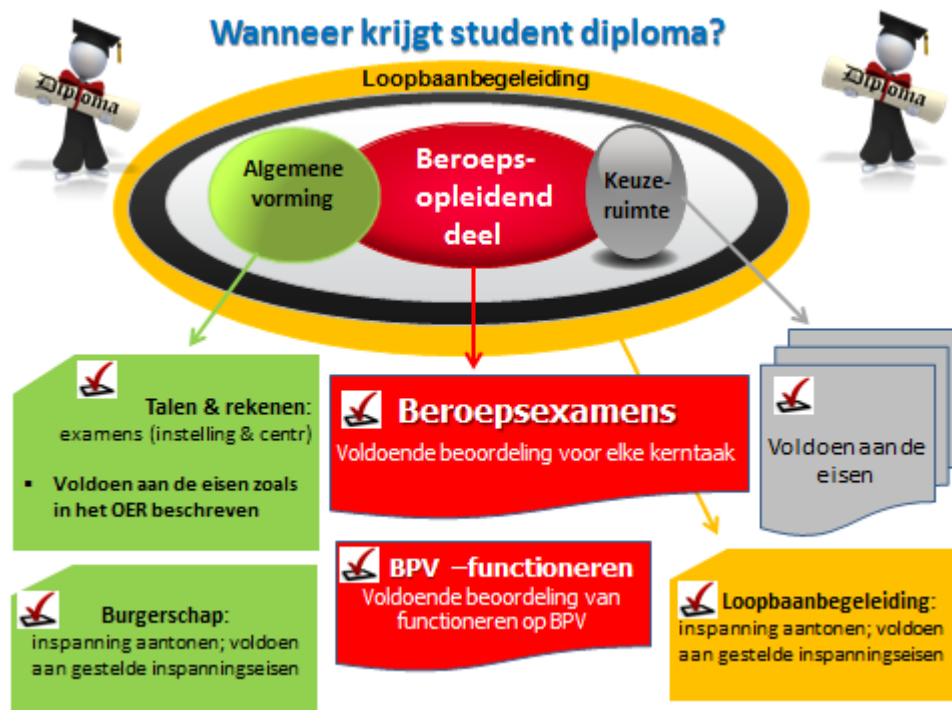 Wanneer krijgt student diploma?
Diploma
Diploma
Loopbaanbegeleiding
Algemene
vorming
Beroeps-
opleidend
deel
Keuze-
ruimte
Talen & rekenen:
examens (instelling & centr)
▪ Voldoen aan de eisen zoals
in het OER beschreven
Beroepsexamens
Voldoende beoordeling voor elke kerntaak
Voldoen aan de
eisen
Burgerschap:
inspanning aantonen; voldoen
aan gestelde inspanningseisen
BPV –functioneren
Voldoende beoordeling van
functioneren op BPV
Loopbaanbegeleiding:
inspanning aantonen; voldoen
aan gestelde inspanningseisen